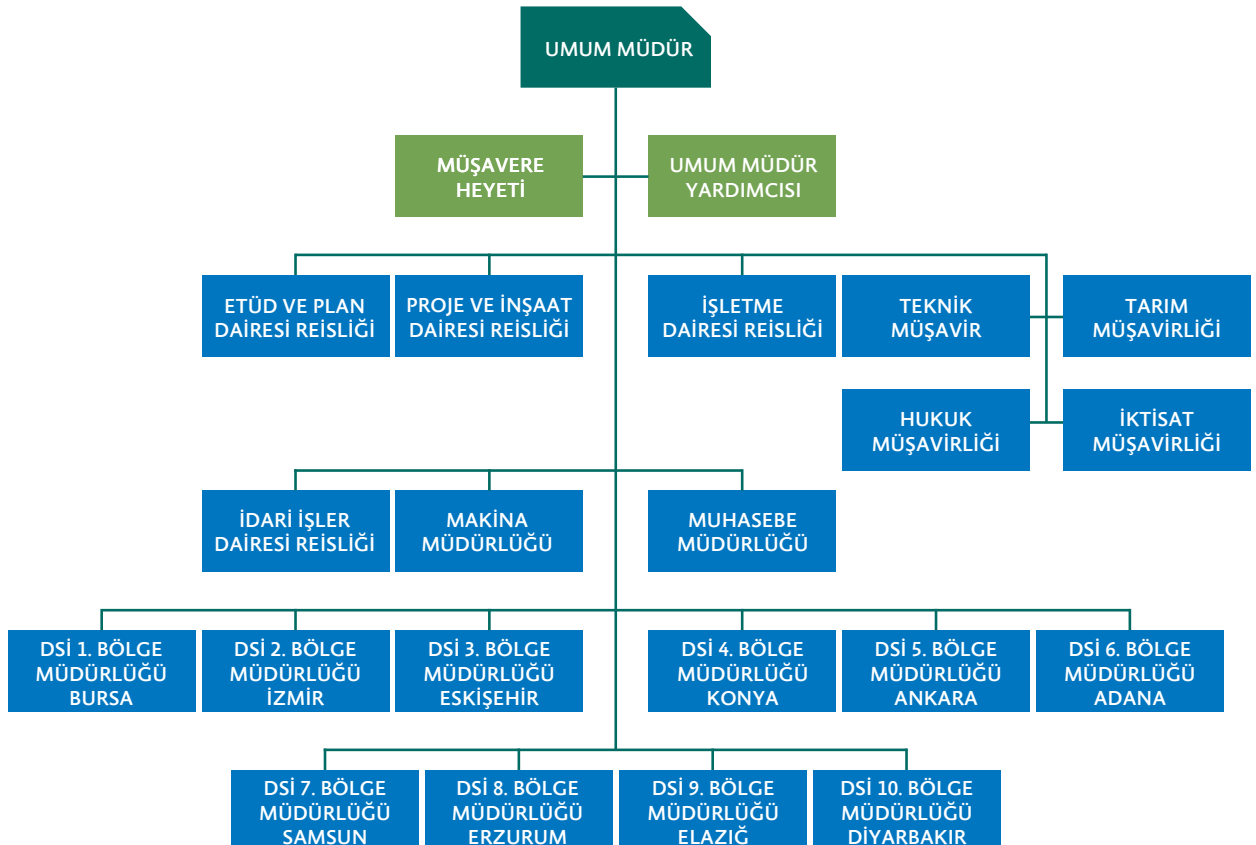 UMUM MÜDÜR
MÜŞAVERE
HEYETİ
UMUM MÜDÜR
YARDIMCISI
ETÜD VE PLAN
DAİRESİ REİSLİĞİ
PROJE VE İNŞAAT
DAİRESİ REİSLİĞİ
İŞLETME
DAİRESİ REİSLİĞİ
TEKNİK
MÜŞAVİR
TARIM
MÜŞAVİRLİĞİ
HUKUK
MÜŞAVİRLİĞİ
İKTİSAT
MÜŞAVİRLİĞİ
İDARİ İŞLER
DAİRESİ REİSLİĞİ
MAKİNA
MÜDÜRLÜĞÜ
MUHASEBE
MÜDÜRLÜĞÜ
DSİ 1. BÖLGE
MÜDÜRLÜĞÜ
BURSA
DSİ 2. BÖLGE
MÜDÜRLÜĞÜ
İZMİR
DSİ 3. BÖLGE
MÜDÜRLÜĞÜ
ESKİŞEHİR
DSİ 4. BÖLGE
MÜDÜRLÜĞÜ
KONYA
DSİ 5. BÖLGE
MÜDÜRLÜĞÜ
ANKARA
DSİ 6. BÖLGE
MÜDÜRLÜĞÜ
ADANA
DSİ 7. BÖLGE
MÜDÜRLÜĞÜ
SAMSUN
DSİ 8. BÖLGE
MÜDÜRLÜĞÜ
ERZURUM
DSİ 9. BÖLGE
MÜDÜRLÜĞÜ
ELAZIĞ
DSİ 10. BÖLGE
MÜDÜRLÜĞÜ
DİYARBAKIR